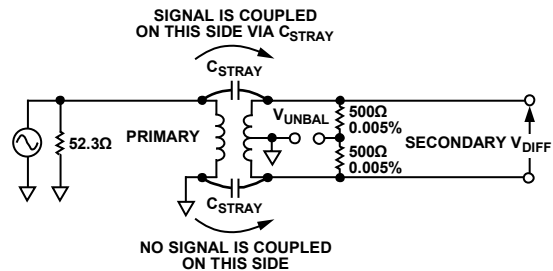 SIGNAL IS COUPLED
ON THIS SIDE VIA CSTRAY
CSTRAY
VUNBAL
500Ω
0.005%
52.3Ω
PRIMARY
SECONDARY VDIFF
500Ω
0.005%
CSTRAY
NO SIGNAL IS COUPLED
ON THIS SIDE